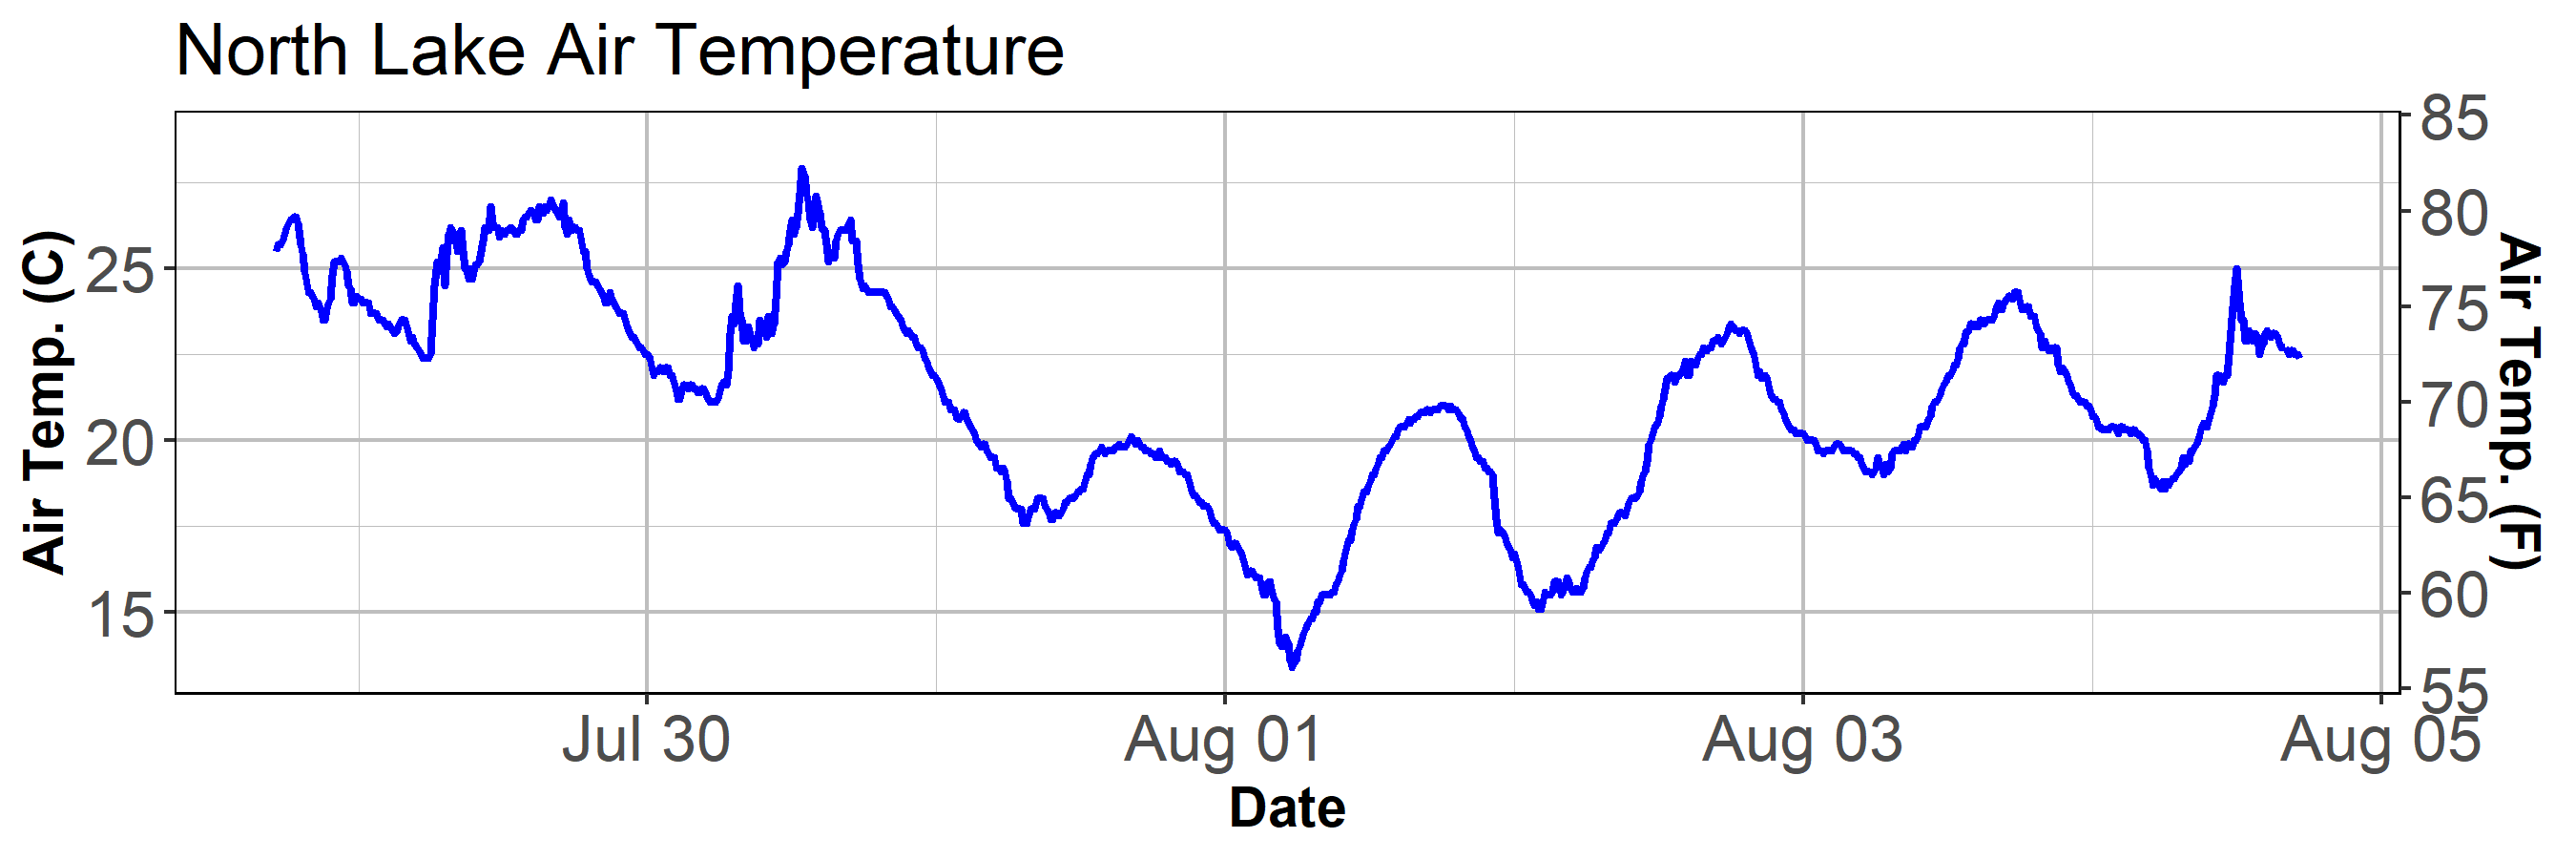 North Lake Air Temperature
Air Temp. (C)
25
20
15
85
80
75
70
65
60
55
Air Temp. (F)
Jul 30
Aug 01
Aug 03
Aug 05
Date